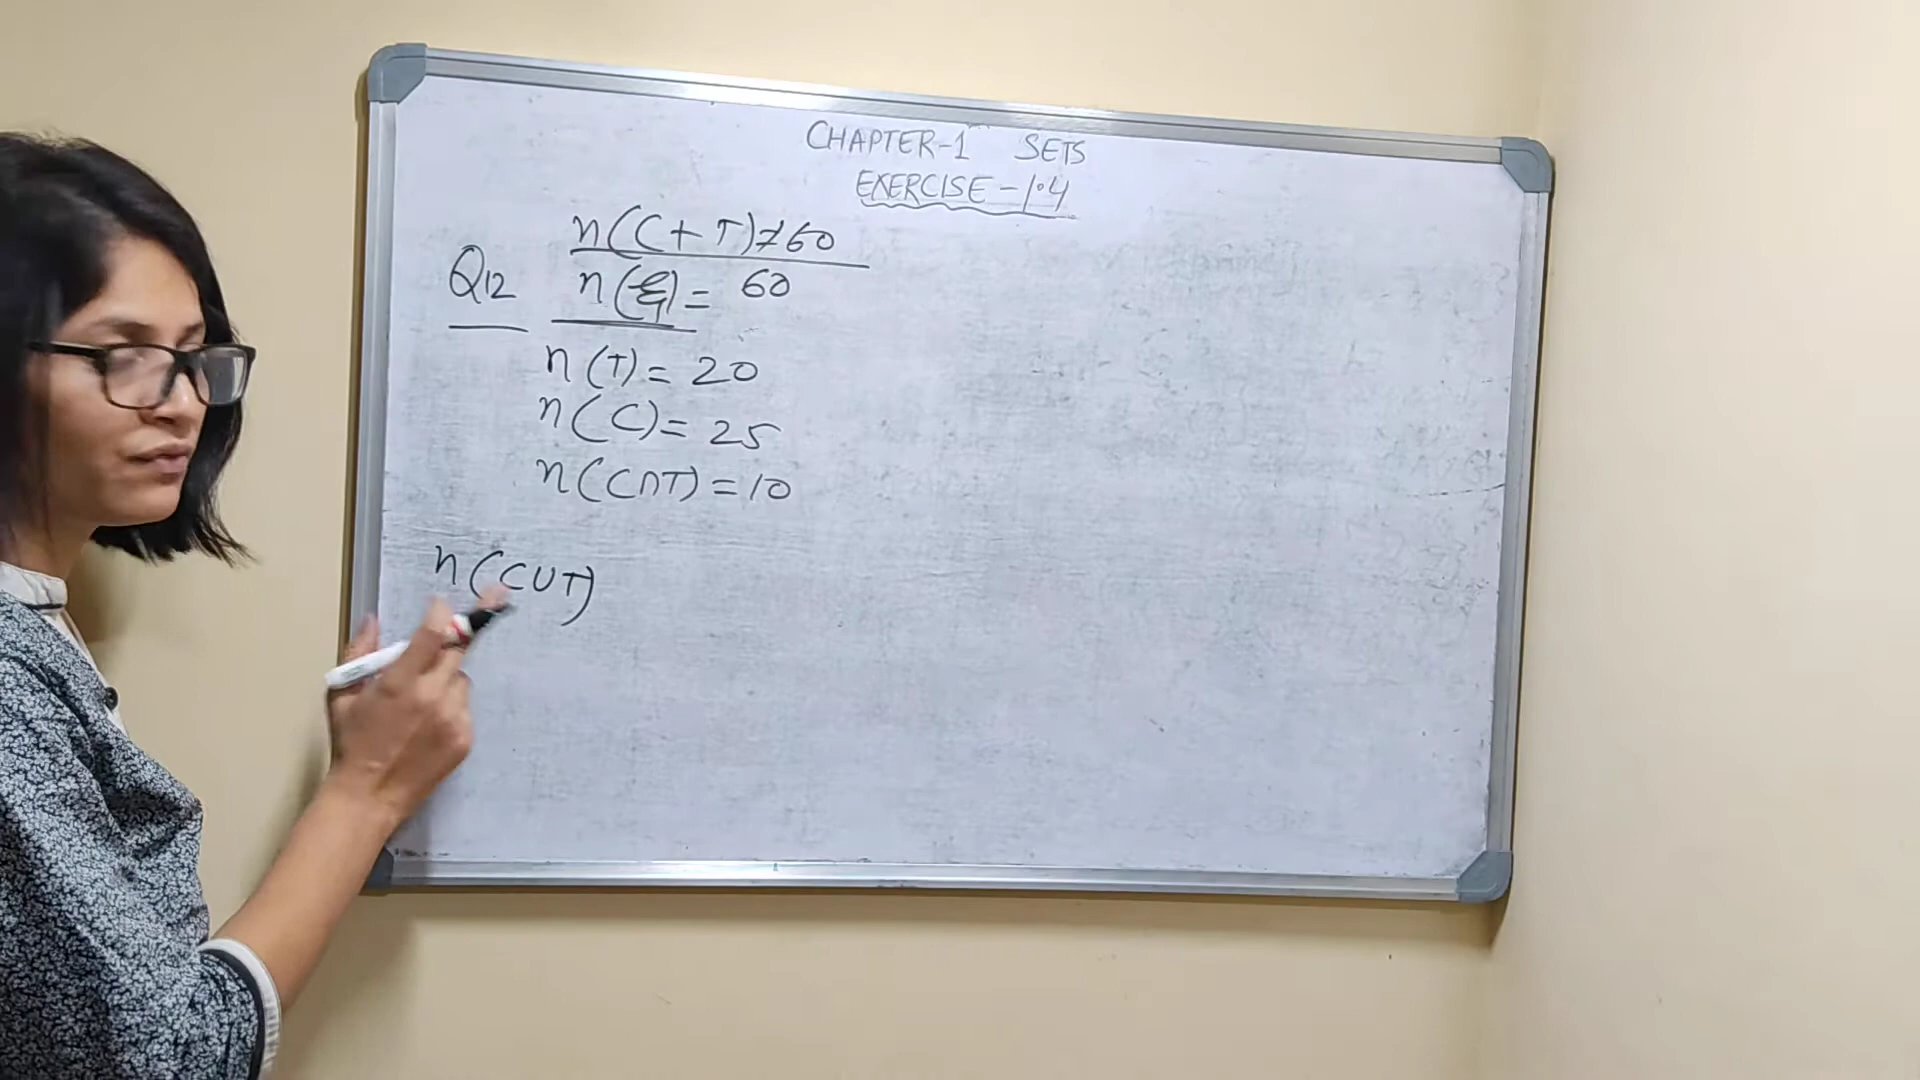 CHAPTER-1 SETS
EXERCISE-1.4
n(C+T)≠60
Q12 n(ξ)= 60
n(T)= 20
n(C)= 25
n(C∩T)=10
n(C∪T)